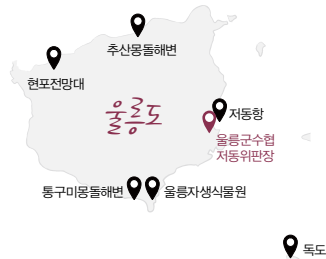 추산몽돌해변
현포전망대
울릉도
저동항
울릉군수협
저동위판장
통구미몽돌해변
울릉자생식물원
독도